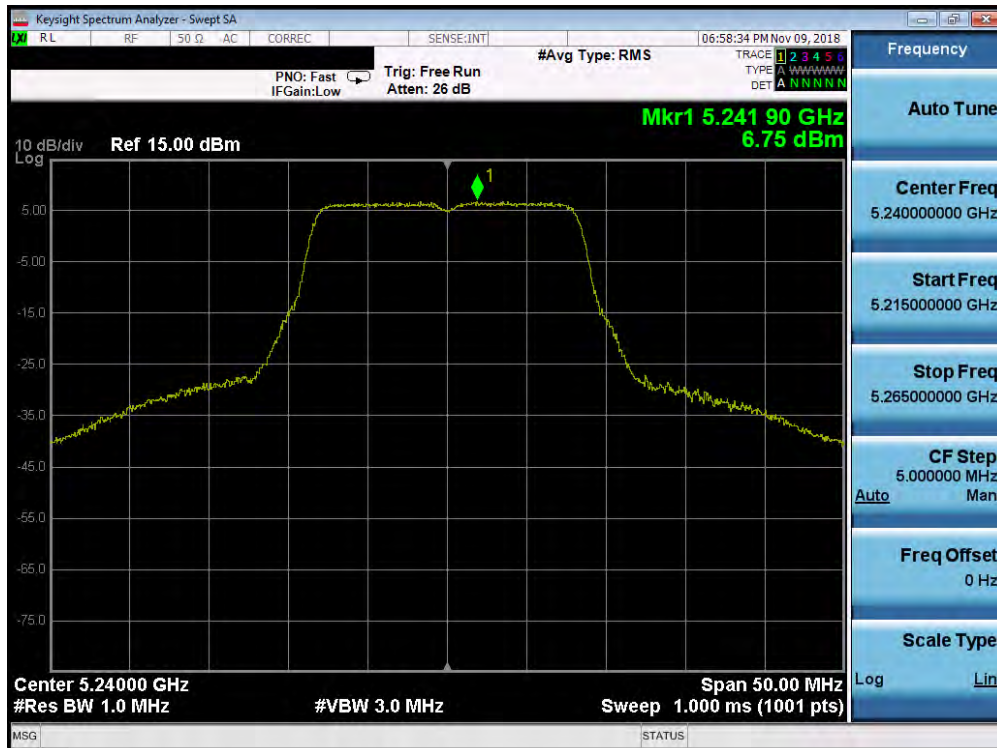 Keysight Spectrum Analyzer - Swept SA
LXI RL RF 50 Ω AC CORREC SENSE:INT 06:58:34 PM Nov 09, 2018
#Avg Type: RMS
TRACE 1 2 3 4 5 6
PNO: Fast Trig: Free Run
TYPE A WWWWW
IFGain:Low Atten: 26 dB
DET A N N N N N
Mkr1 5.241 90 GHz
6.75 dBm
10 dB/div Ref 15.00 dBm
Log
1
5.00
-5.00
-15.0
-25.0
-35.0
-45.0
-55.0
-65.0
-75.0
Center 5.24000 GHz Span 50.00 MHz
#Res BW 1.0 MHz #VBW 3.0 MHz Sweep 1.000 ms (1001 pts)
MSG STATUS
Frequency
Auto Tune
Center Freq
5.240000000 GHz
Start Freq
5.215000000 GHz
Stop Freq
5.265000000 GHz
CF Step
5.000000 MHz
Auto Man
Freq Offset
0 Hz
Scale Type
Log Lin